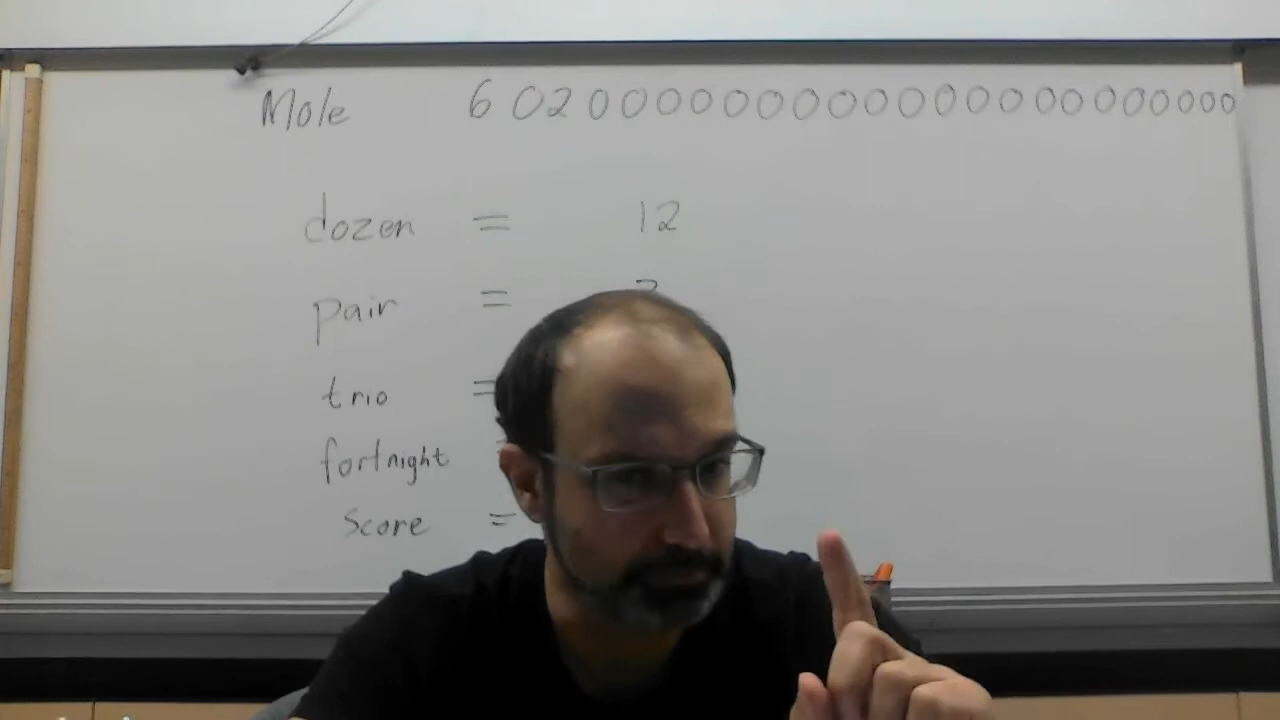 Mole 602000000000000000000000
dozen = 12
pair =
trio =
fortnight
score =